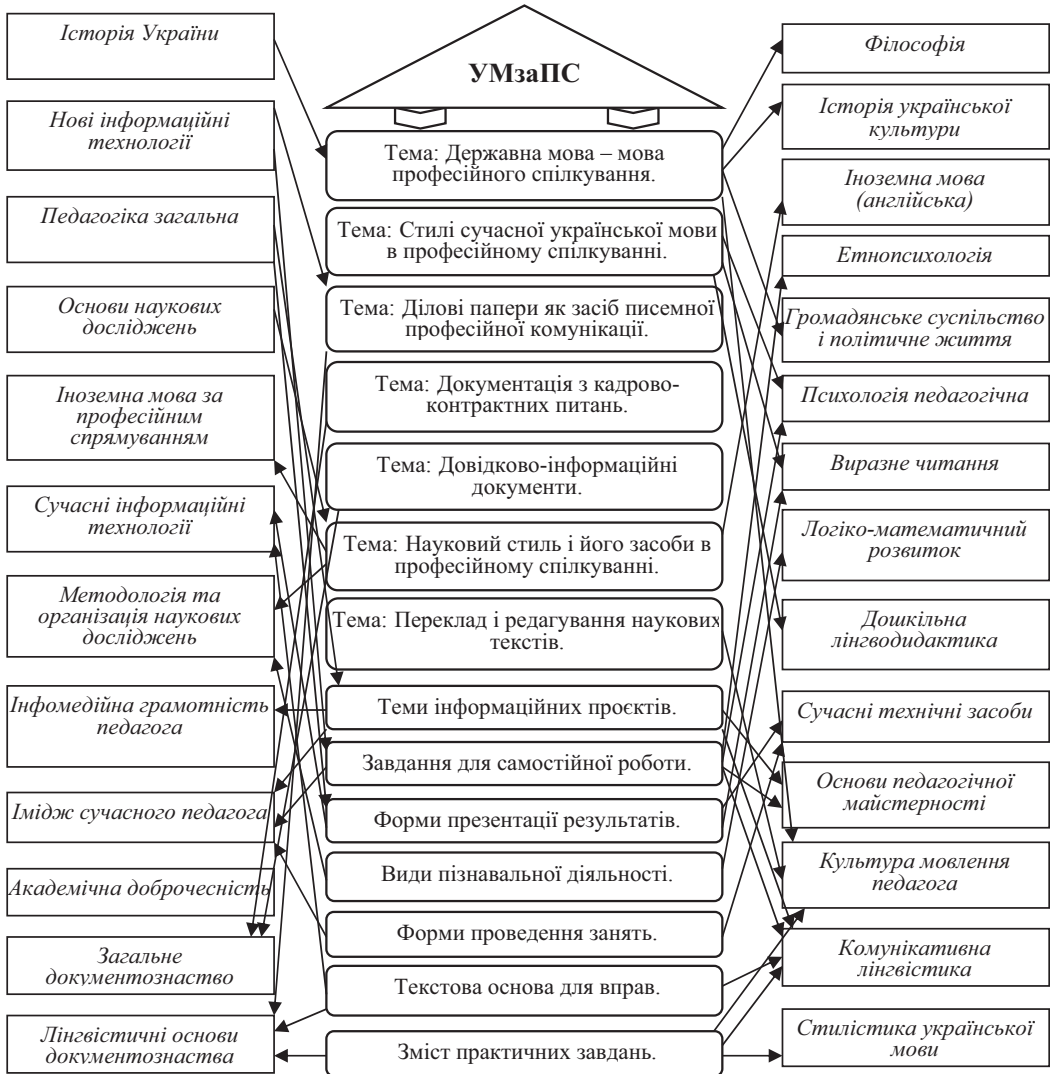 Історія України
Нові інформаційні
технології
Педагогіка загальна
Основи наукових
досліджень
Іноземна мова за
професійним
спрямуванням
Сучасні інформаційні
технології
Методологія та
організація наукових
досліджень
Інфомедійна грамотність
педагога
Імідж сучасного педагога
Академічна доброчесність
Загальне
документознаство
Лінгвістичні основи
документознаства
УМзаПС
Тема: Державна мова – мова
професійного спілкування.
Тема: Стилі сучасної української мови
в професійному спілкуванні.
Тема: Ділові папери як засіб писемної
професійної комунікації.
Тема: Документація з кадрово-
контрактних питань.
Тема: Довідково-інформаційні
документи.
Тема: Науковий стиль і його засоби в
професійному спілкуванні.
Тема: Переклад і редагування наукових
текстів.
Теми інформаційних проєктів.
Завдання для самостійної роботи.
Форми презентації результатів.
Види пізнавальної діяльності.
Форми проведення занять.
Текстова основа для вправ.
Зміст практичних завдань.
Філософія
Історія української
культури
Іноземна мова
(англійська)
Етнопсихологія
Громадянське суспільство
і політичне життя
Психологія педагогічна
Виразне читання
Логіко-математичний
розвиток
Дошкільна
лінгводидактика
Сучасні технічні засоби
Основи педагогічної
майстерності
Культура мовлення
педагога
Комунікативна
лінгвістика
Стилістика української
мови